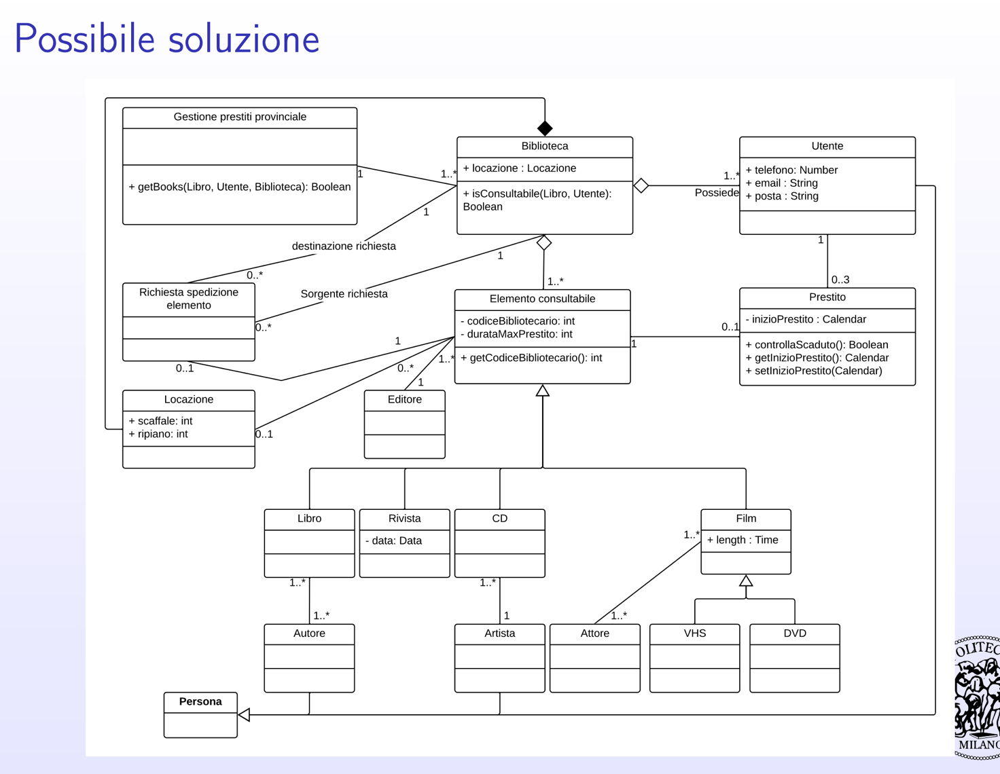 Possibile soluzione
Gestione prestiti provinciale
+ getBooks(Libro, Utente, Biblioteca): Boolean
1
1..*
Biblioteca
+ locazione : Locazione
+ isConsultabile(Libro, Utente):
Boolean
1..*
Possiede
Utente
+ telefono: Number
+ email : String
+ posta : String
1
destinazione richiesta
0..*
1
Sorgente richiesta
0..*
1..*
1
0..3
Richiesta spedizione
elemento
0..1
1
Elemento consultabile
- codiceBibliotecario: int
- durataMaxPrestito: int
+ getCodiceBibliotecario(): int
1
0..1
Prestito
- inizioPrestito : Calendar
+ controllaScaduto(): Boolean
+ getInizioPrestito(): Calendar
+ setInizioPrestito(Calendar)
1..*
0..*
1
Locazione
+ scaffale: int
+ ripiano: int
0..1
Editore
Libro
Rivista
- data: Data
CD
Film
+ length : Time
1..*
1..*
1..*
1..*
1
1..*
Autore
Artista
Attore
VHS
DVD
Persona
OLITEC
MILANO